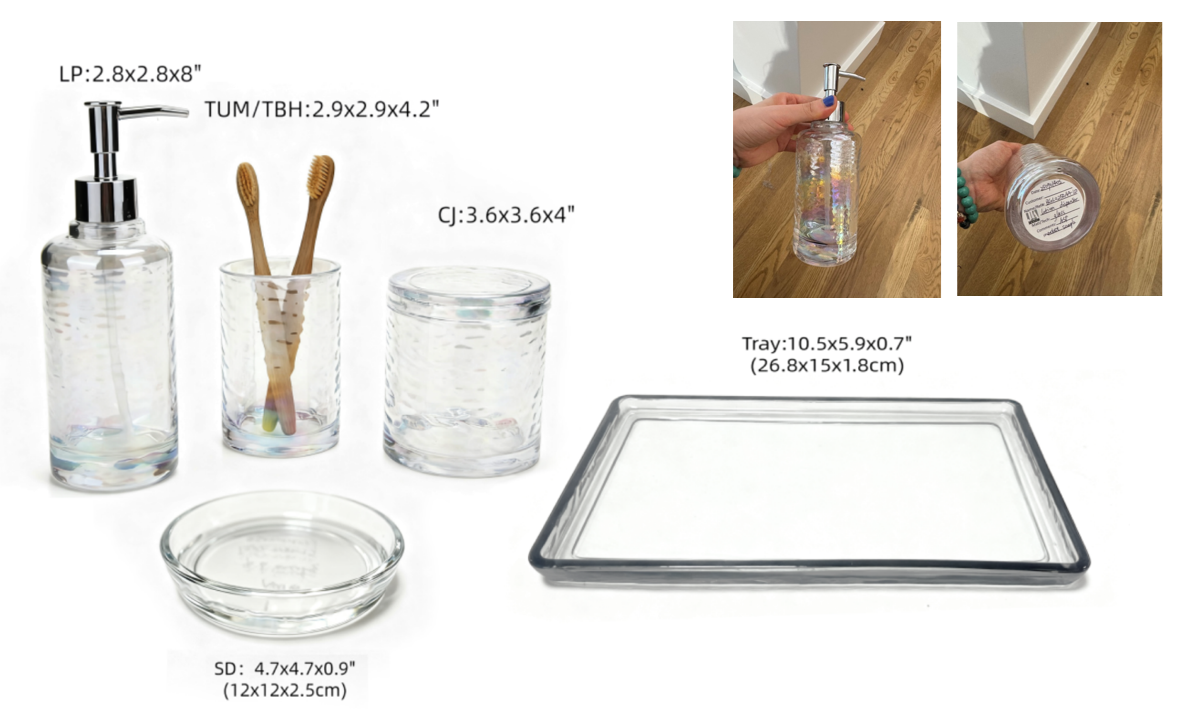 LP:2.8x2.8x8"
TUM/TBH:2.9x2.9x4.2"
CJ:3.6x3.6x4"
Tray:10.5x5.9x0.7"
(26.8x15x1.8cm)
SD: 4.7x4.7x0.9"
(12x12x2.5cm)